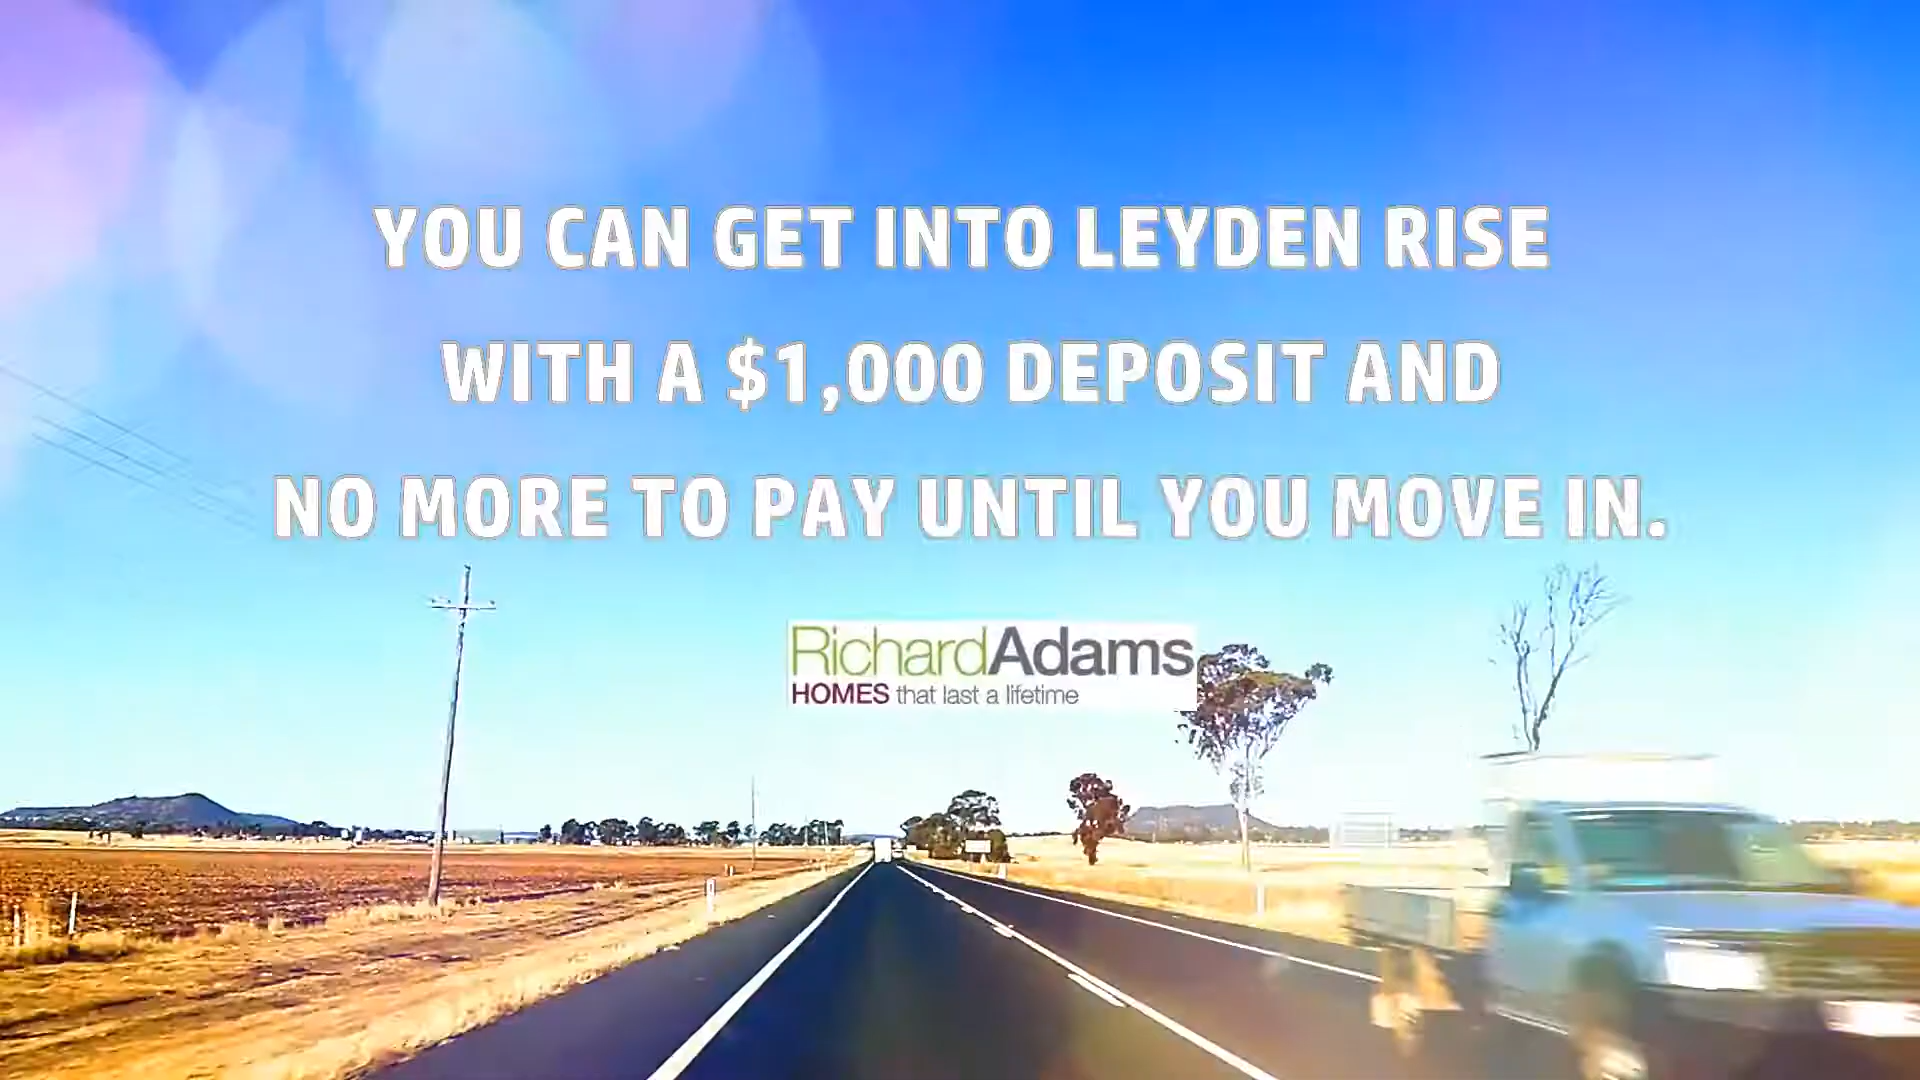 YOU CAN GET INTO LEYDEN RISE
WITH A $1,000 DEPOSIT AND
NO MORE TO PAY UNTIL YOU MOVE IN.
RichardAdams
HOMES that last a lifetime